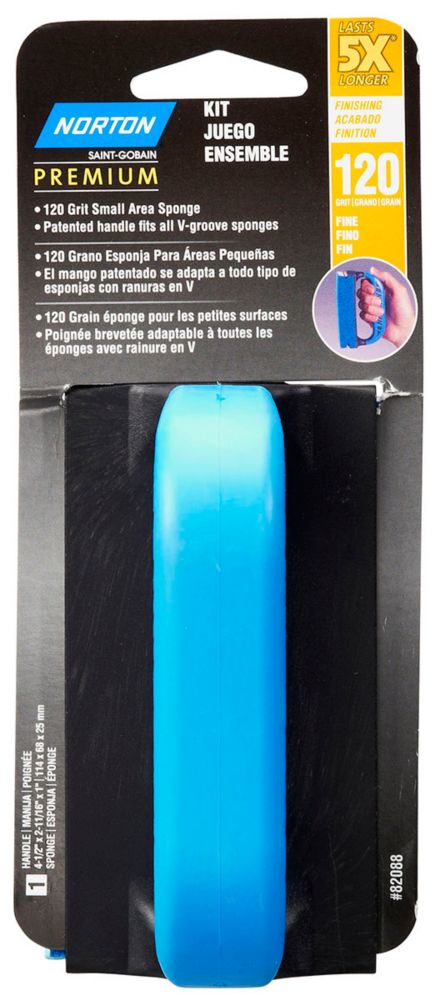 LASTS
5X*
LONGER
NORTON
SAINT-GOBAIN
PREMIUM
KIT
JUEGO
ENSEMBLE
FINISHING
ACABADO
FINITION
120
GRIT|GRANO|GRAIN
FINE
FINO
FIN
• 120 Grit Small Area Sponge
• Patented handle fits all V-groove sponges
• 120 Grano Esponja Para Áreas Pequeñas
• El mango patentado se adapta a todo tipo de
esponjas con ranuras en V
• 120 Grain éponge pour les petites surfaces
• Poignée brevetée adaptable à toutes les
éponges avec rainure en V
1
HANDLE | MANIJA | POIGNÉE
4-1/2" x 2-11/16" x 1" | 114 x 68 x 25 mm
SPONGE | ESPONJA | ÉPONGE
#82088